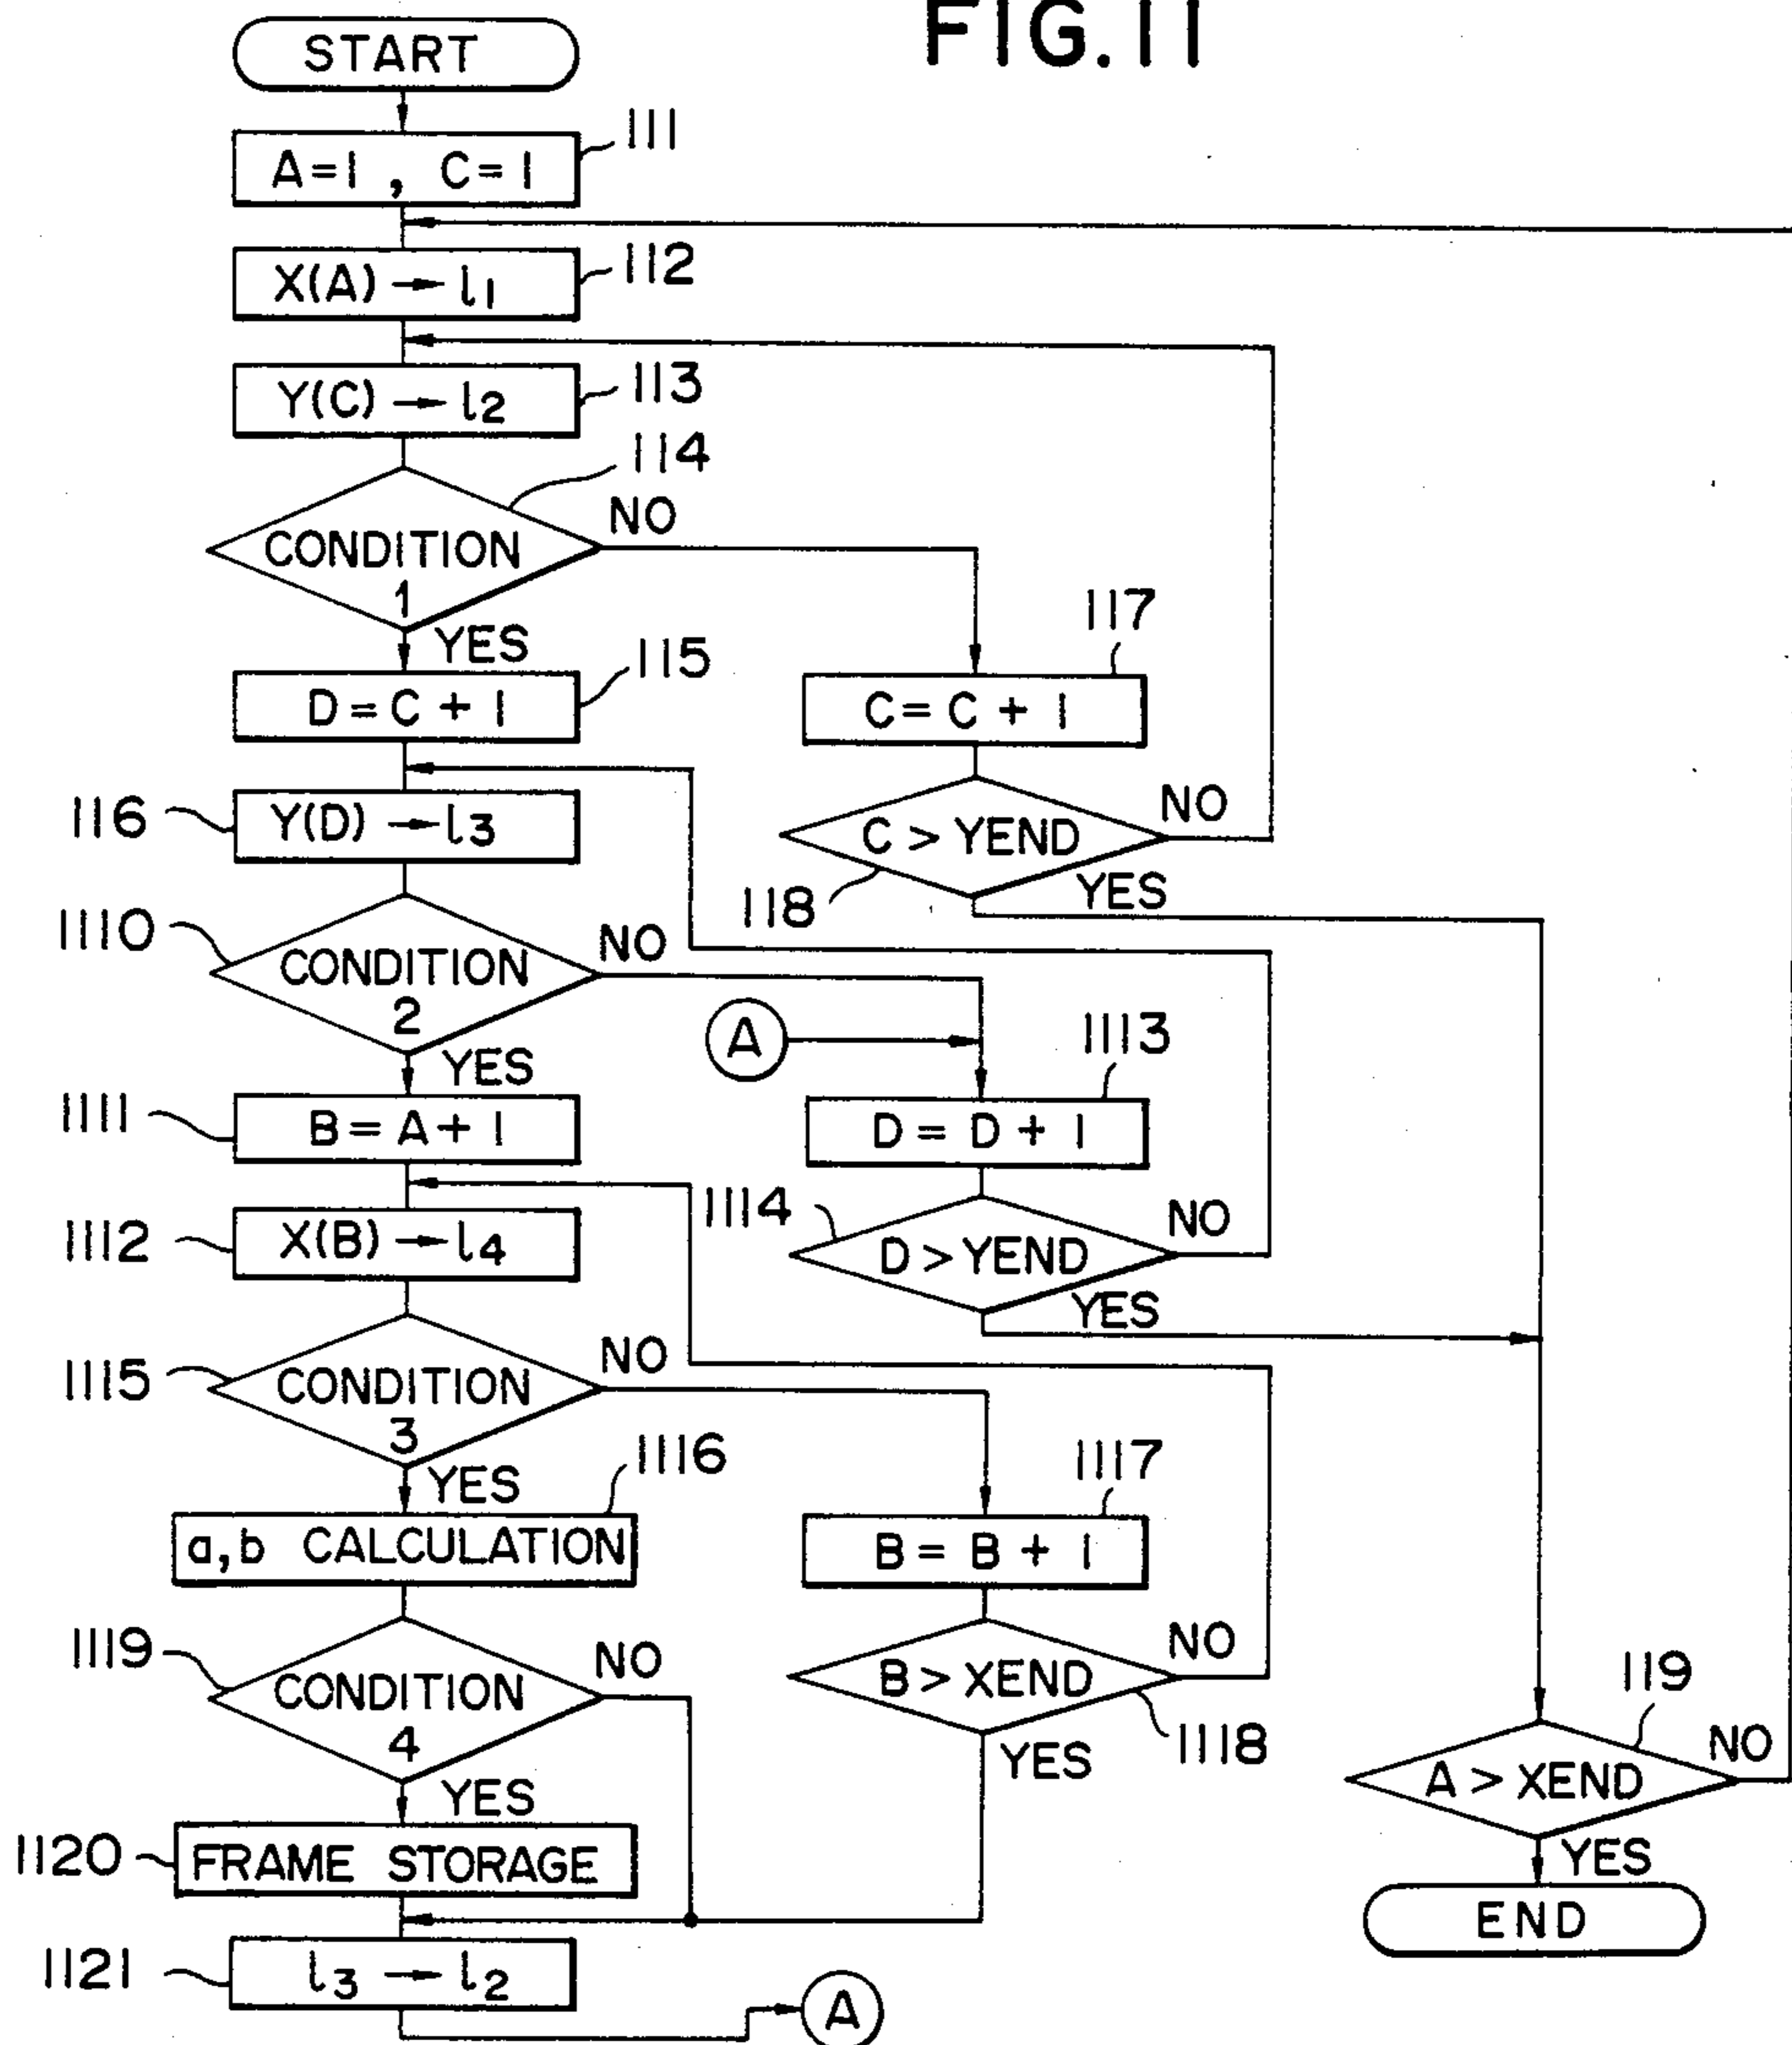 FIG.11
START
111
A=1 , C=1
112
X(A) → l1
113
Y(C) → l2
114
CONDITION
1
NO
YES
115
D=C + 1
117
C=C + 1
116
Y(D) → l3
C > YEND
NO
118
YES
1110
CONDITION
2
NO
YES
A
1113
1111
B=A+1
D = D + 1
1114
1112
X(B) → l4
D > YEND
NO
YES
1115
CONDITION
3
NO
YES
1116
1117
a,b CALCULATION
B = B + 1
1119
CONDITION
4
NO
YES
B > XEND
NO
1118
YES
119
A > XEND
NO
YES
1120
FRAME STORAGE
END
1121
l3 → l2
A